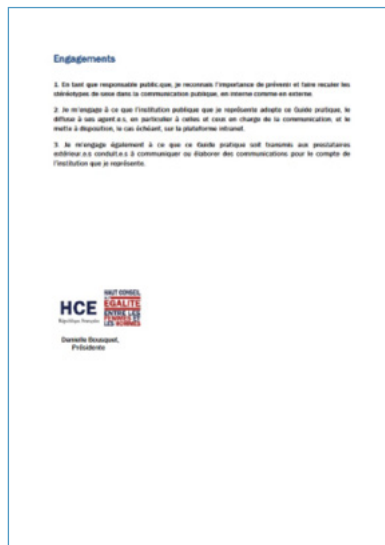 Engagements
1. En tant que responsable public.que, je reconnais l'importance de prévenir et faire reculer les
stéréotypes de sexe dans la communication publique, en interne comme en externe.
2. Je m'engage à ce que l'institution publique que je représente adopte ce Guide pratique, le
diffuse à ses agent.e.s, en particulier à celles et ceux en charge de la communication, et le
mette à disposition, le cas échéant, sur la plateforme intranet.
3. Je m'engage également à ce que ce Guide pratique soit transmis aux prestataires
extérieur.e.s conduit.e.s à communiquer ou élaborer des communications pour le compte de
l'institution que je représente.
HCE
République Française
HAUT CONSEIL
À L'ÉGALITÉ
ENTRE LES
FEMMES ET
LES HOMMES
Danielle Bousquet,
Présidente